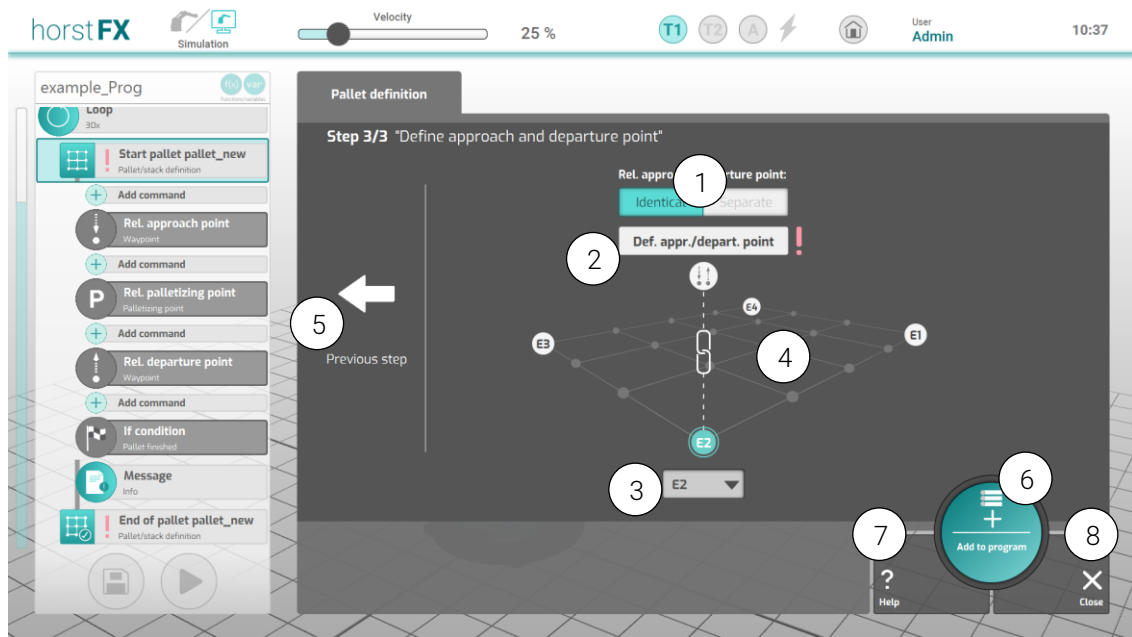 horstFX
Simulation
Velocity
25 %
T1
T2
A
User
Admin
10:37
example_Prog
f(x)
var
Functions/variables
Loop
30x
Start pallet pallet_new
Pallet/stack definition
Add command
Rel. approach point
Waypoint
Add command
P
Rel. palletizing point
Palletizing point
Add command
Rel. departure point
Waypoint
Add command
If condition
Pallet finished
Message
Info
End of pallet pallet_new
Pallet/stack definition
Pallet definition
Step 3/3 "Define approach and departure point"
Rel. appro
rture point:
1
Identica
eparate
2
Def. appr./depart. point
E4
E3
E1
5
4
Previous step
E2
3
E2
6
Add to program
7
8
?
Help
Close